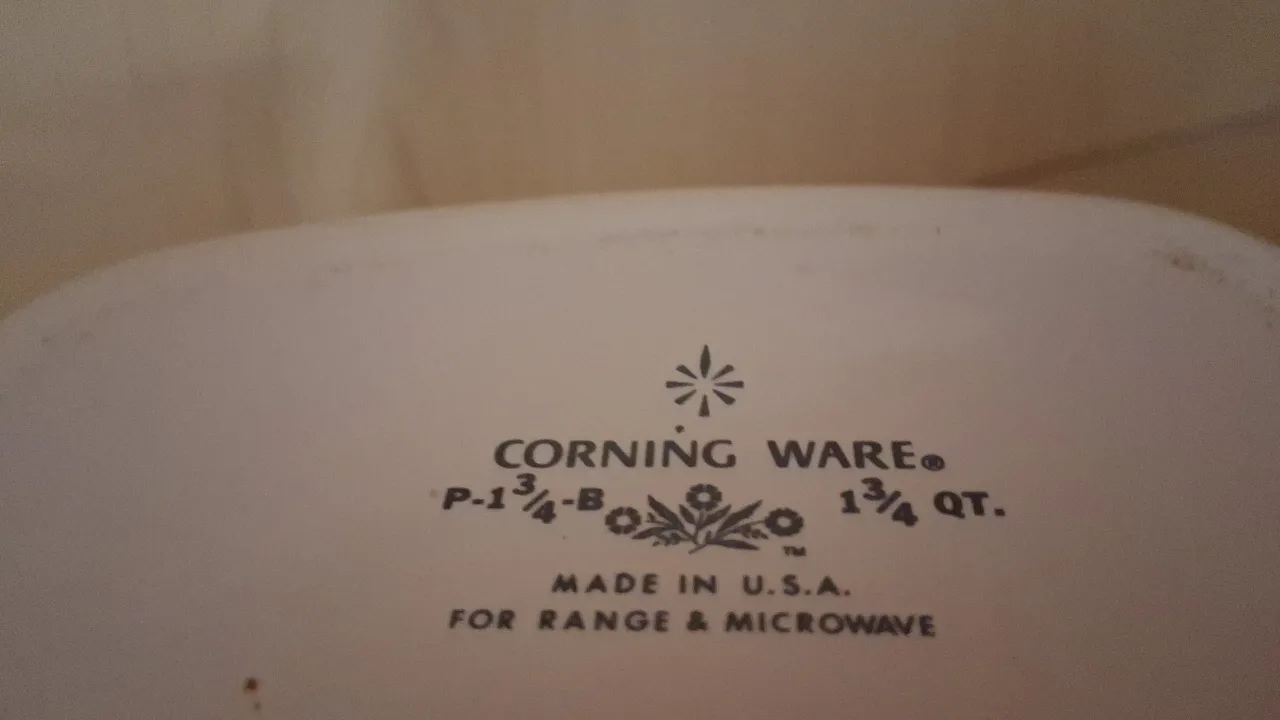 CORNING WARE®
P-1¾-B 1¾ QT.
TM
MADE IN U.S.A.
FOR RANGE & MICROWAVE